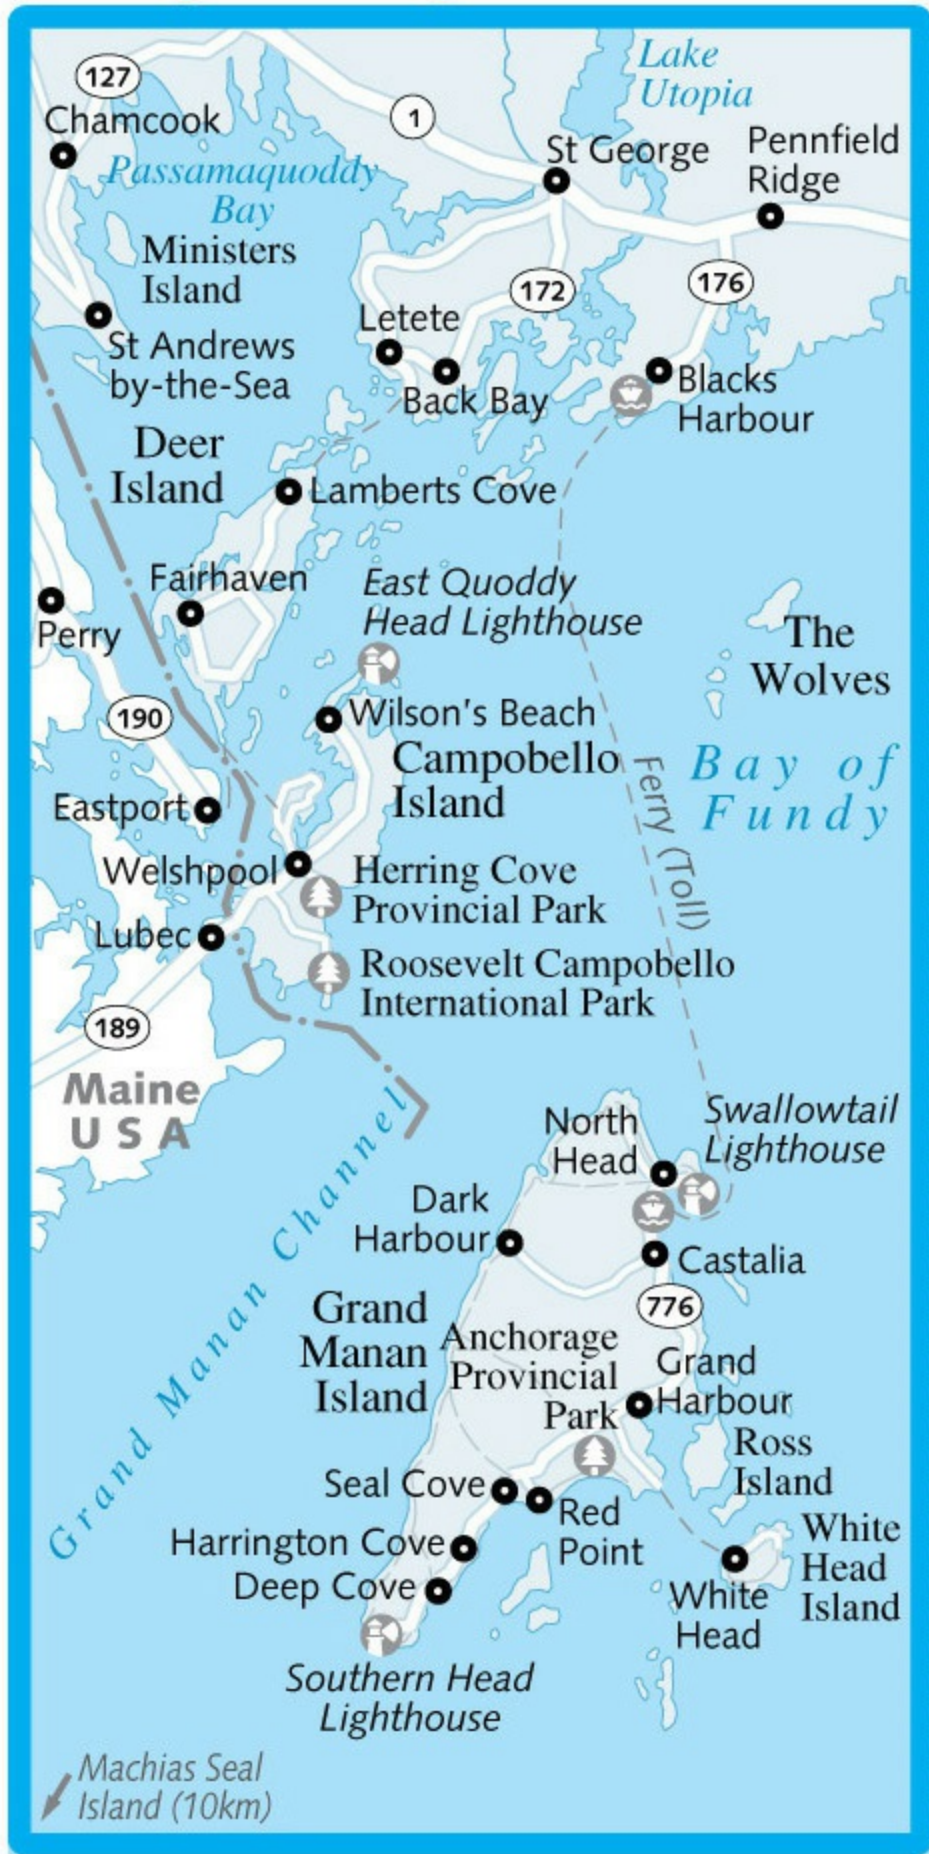 Lake
Utopia
127
Chamcook
1
St George
Pennfield
Ridge
Passamaquoddy
Bay
Ministers
Island
172
176
Letete
St Andrews
by-the-Sea
Back Bay
Blacks
Harbour
Deer
Island
Lamberts Cove
Fairhaven
East Quoddy
Head Lighthouse
Perry
The
Wolves
190
Wilson's Beach
Campobello
Island
Ferry (Toll)
Bay of
Fundy
Eastport
Welshpool
Herring Cove
Provincial Park
Lubec
Roosevelt Campobello
International Park
189
Maine
USA
Grand Manan Channel
North
Head
Swallowtail
Lighthouse
Dark
Harbour
Castalia
776
Grand
Manan
Island
Anchorage
Provincial
Park
Grand
Harbour
Ross
Island
Seal Cove
Red
Point
White
Head
Island
Harrington Cove
Deep Cove
White
Head
Southern Head
Lighthouse
Machias Seal
Island (10km)